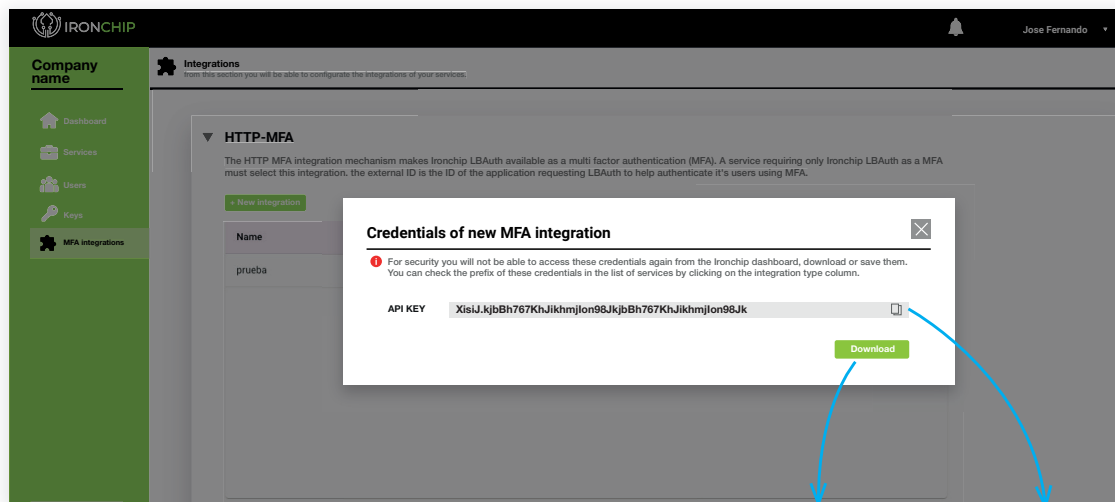 IRONCHIP
Jose Fernando
Company
name
Integrations
from this section you will be able to configurate the integrations of your services.
Dashboard
Services
Users
Keys
MFA integrations
HTTP-MFA
The HTTP MFA integration mechanism makes Ironchip LBAuth available as a multi factor authentication (MFA). A service requiring only Ironchip LBAuth as a MFA
must select this integration. the external ID is the ID of the application requesting LBAuth to help authenticate it's users using MFA.
+ New integration
Name
prueba
Credentials of new MFA integration
For security you will not be able to access these credentials again from the Ironchip dashboard, download or save them.
You can check the prefix of these credentials in the list of services by clicking on the integration type column.
API KEY XisiJ.kjbBh767KhJikhmjIon98JkjbBh767KhJikhmjIon98Jk
Download